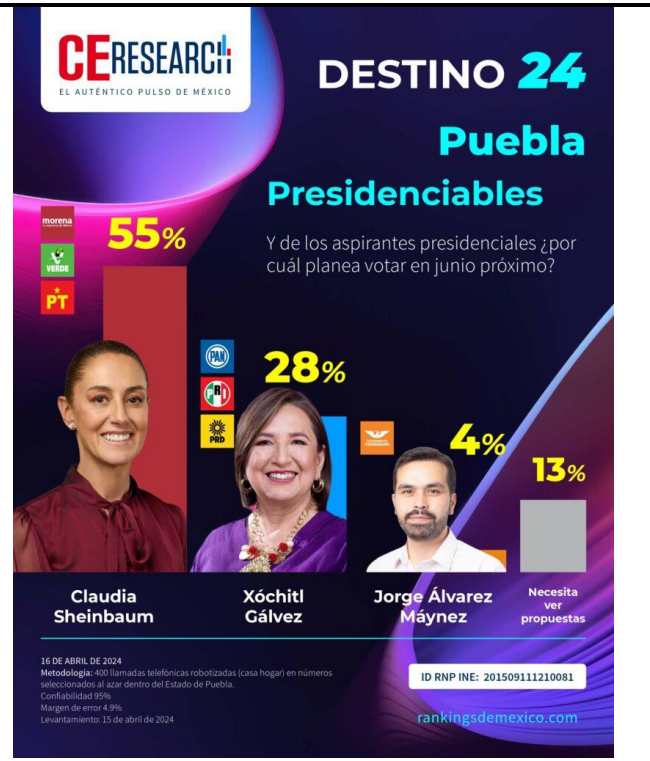 CERESEARCH
EL AUTÉNTICO PULSO DE MÉXICO
DESTINO 24
Puebla
Presidenciables
Y de los aspirantes presidenciales ¿por
cuál planea votar en junio próximo?
morena
VERDE
PT
55%
PAN
PRI
PRD
28%
4%
13%
Claudia
Sheinbaum
Xóchitl
Gálvez
Jorge Álvarez
Máynez
Necesita
ver
propuestas
16 DE ABRIL DE 2024
Metodología: 400 llamadas telefónicas robotizadas (casa hogar) en números
seleccionados al azar dentro del Estado de Puebla.
Confiabilidad 95%
Margen de error 4.9%
Levantamiento: 15 de abril de 2024
ID RNP INE: 201509111210081
rankingsdemexico.com